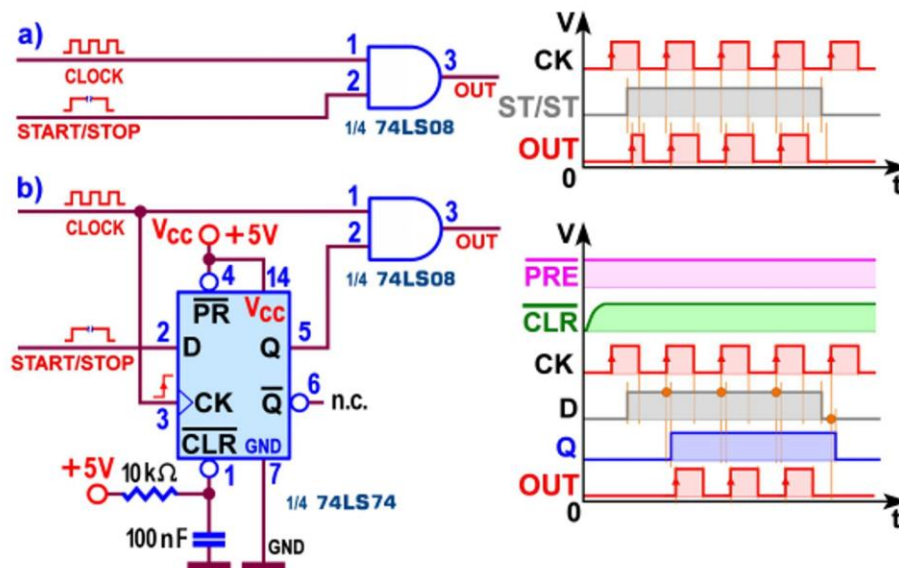 a)
CLOCK
START/STOP
1
2
3
OUT
1/4 74LS08
V
CK
ST/ST
OUT
0
t
b)
CLOCK
VCC +5V
1
2
3
OUT
1/4 74LS08
4
14
PR
VCC
START/STOP
2
D
Q
5
3
CK
Q
6
n.c.
CLR
GND
1
7
+5V
10kΩ
1/4 74LS74
100nF
GND
V
PRE
CLR
CK
D
Q
OUT
0
t